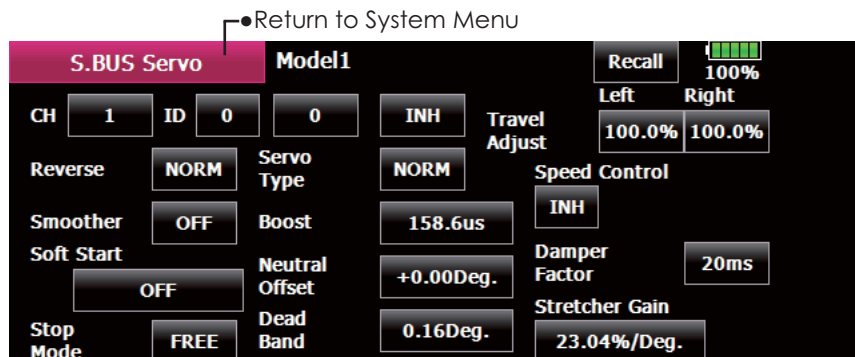 Return to System Menu
S.BUS Servo Model1 Recall 100%
CH 1 ID 0 0 INH Travel Adjust Left Right
100.0% 100.0%
Reverse NORM Servo Type NORM Speed Control
INH
Smoother OFF Boost 158.6us
Soft Start
OFF
Neutral Offset +0.00Deg. Damper Factor 20ms
Stop Mode FREE Dead Band 0.16Deg. Stretcher Gain
23.04%/Deg.